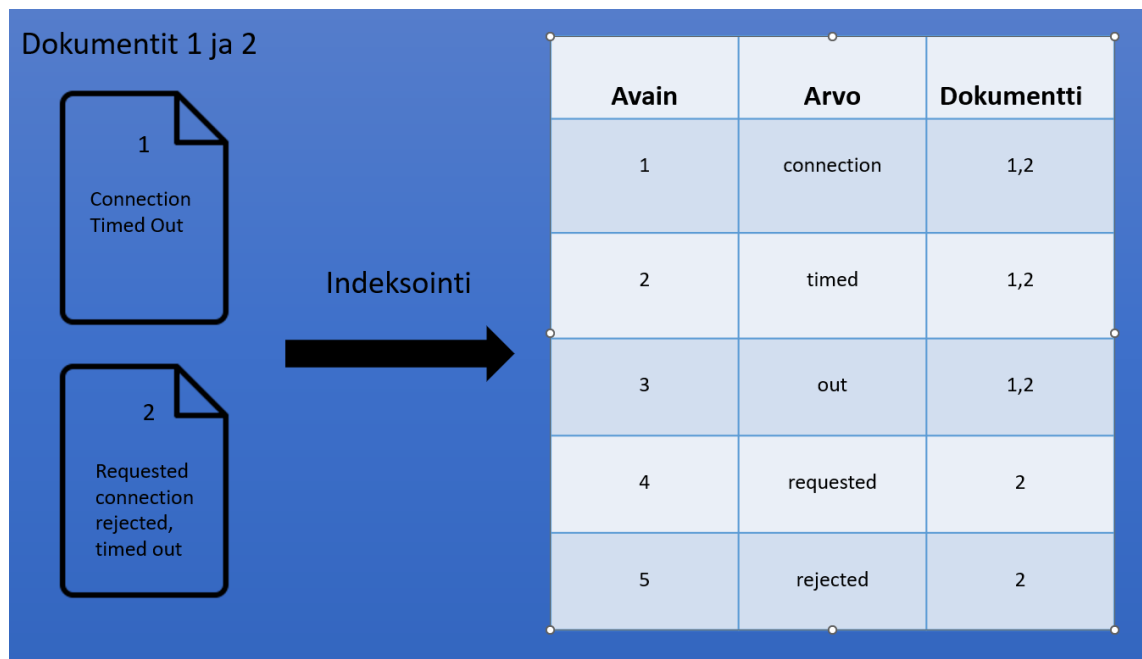 Dokumentit 1 ja 2
1
Connection
Timed Out
2
Requested
connection
rejected,
timed out
Indeksointi
Avain Arvo Dokumentti
1 connection 1,2
2 timed 1,2
3 out 1,2
4 requested 2
5 rejected 2